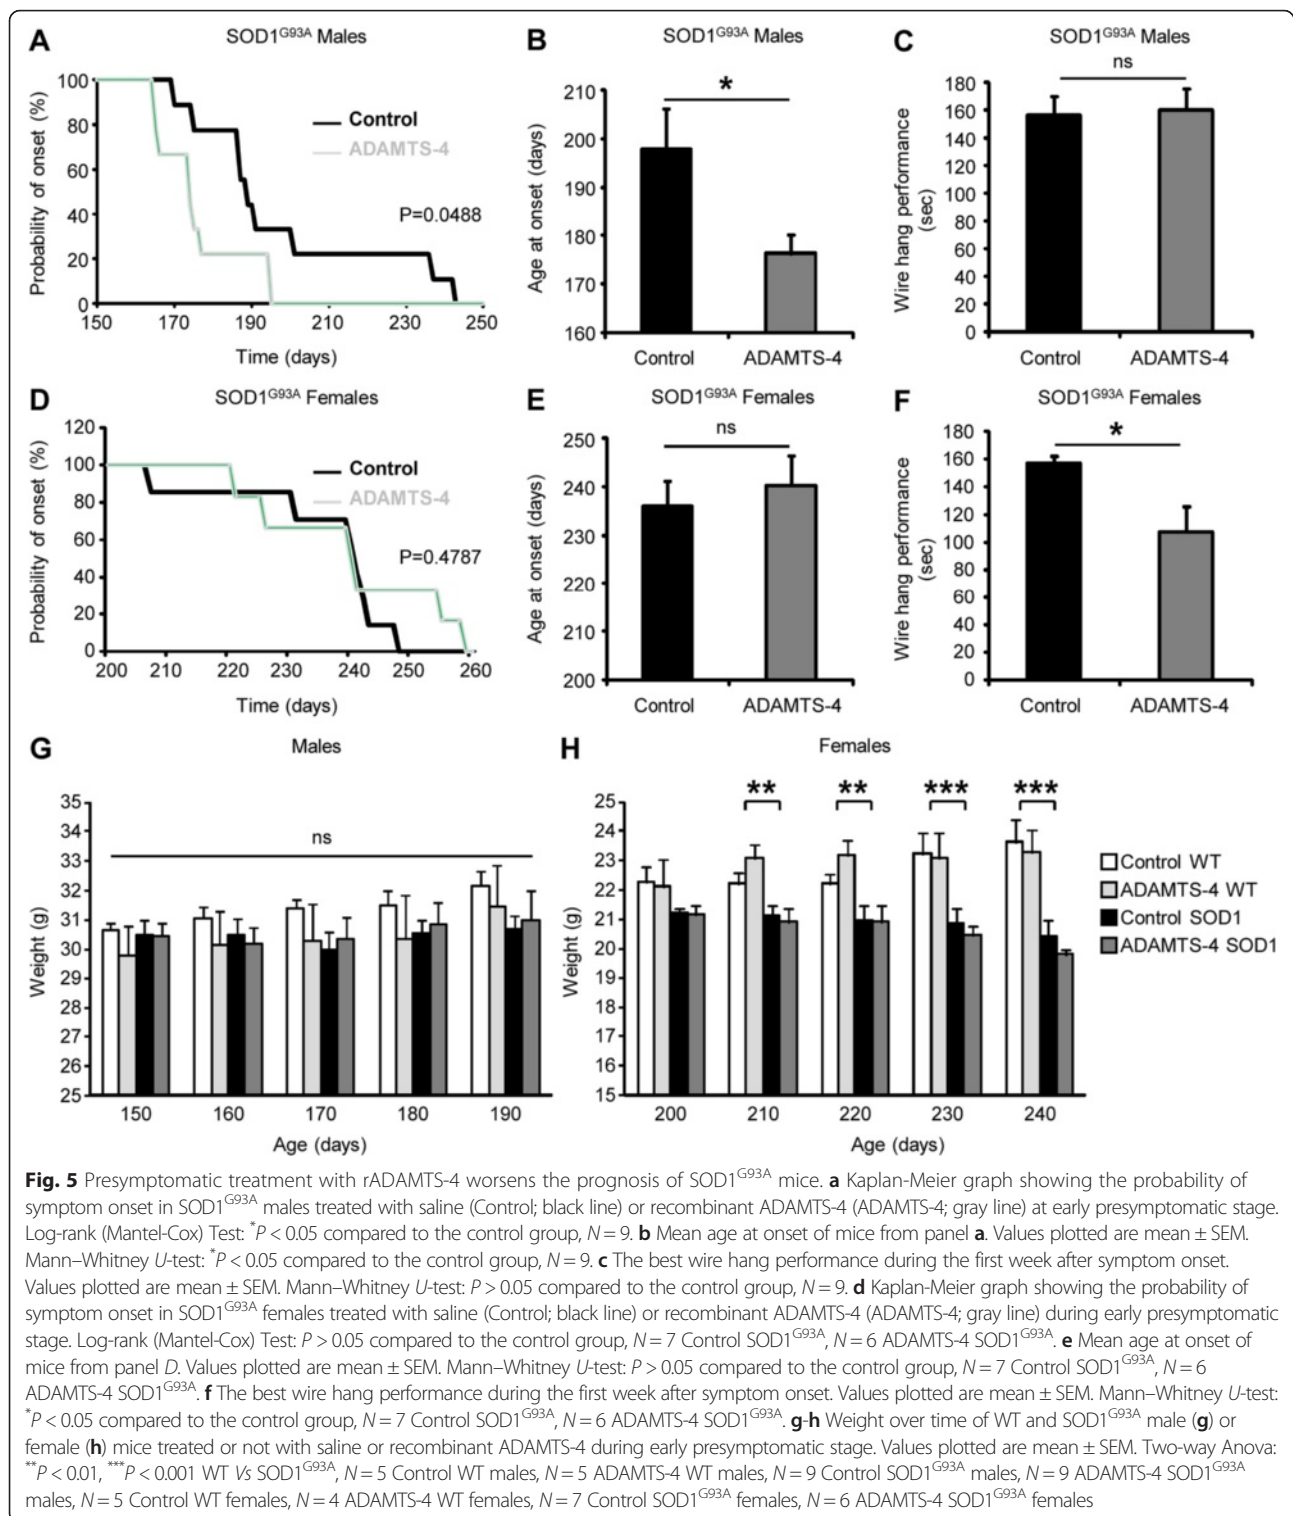 A
SOD1G93A Males
Probability of onset (%)
100
80
60
40
20
0
Control
ADAMTS-4
P=0.0488
150 170 190 210 230 250
Time (days)
B
SOD1G93A Males
*
Age at onset (days)
210
200
190
180
170
160
Control ADAMTS-4
C
SOD1G93A Males
ns
Wire hang performance
(sec)
180
160
140
120
100
80
60
40
20
0
Control ADAMTS-4
D
SOD1G93A Females
Probability of onset (%)
120
100
80
60
40
20
0
Control
ADAMTS-4
P=0.4787
200 210 220 230 240 250 260
Time (days)
E
SOD1G93A Females
ns
Age at onset (days)
250
240
230
220
210
200
Control ADAMTS-4
F
SOD1G93A Females
*
Wire hang performance
(sec)
180
160
140
120
100
80
60
40
20
0
Control ADAMTS-4
G
Males
ns
Weight (g)
35
34
33
32
31
30
29
28
27
26
25
150 160 170 180 190
Age (days)
H
Females
** ** *** ***
Weight (g)
25
24
23
22
21
20
19
18
17
16
15
200 210 220 230 240
Age (days)
Control WT
ADAMTS-4 WT
Control SOD1
ADAMTS-4 SOD1
Fig. 5 Presymptomatic treatment with rADAMTS-4 worsens the prognosis of SOD1G93A mice. a Kaplan-Meier graph showing the probability of
symptom onset in SOD1G93A males treated with saline (Control; black line) or recombinant ADAMTS-4 (ADAMTS-4; gray line) at early presymptomatic stage.
Log-rank (Mantel-Cox) Test: *P < 0.05 compared to the control group, N = 9. b Mean age at onset of mice from panel a. Values plotted are mean ± SEM.
Mann–Whitney U-test: *P < 0.05 compared to the control group, N = 9. c The best wire hang performance during the first week after symptom onset.
Values plotted are mean ± SEM. Mann–Whitney U-test: P > 0.05 compared to the control group, N = 9. d Kaplan-Meier graph showing the probability of
symptom onset in SOD1G93A females treated with saline (Control; black line) or recombinant ADAMTS-4 (ADAMTS-4; gray line) during early presymptomatic
stage. Log-rank (Mantel-Cox) Test: P > 0.05 compared to the control group, N = 7 Control SOD1G93A, N = 6 ADAMTS-4 SOD1G93A. e Mean age at onset of
mice from panel D. Values plotted are mean ± SEM. Mann–Whitney U-test: P > 0.05 compared to the control group, N = 7 Control SOD1G93A, N = 6
ADAMTS-4 SOD1G93A. f The best wire hang performance during the first week after symptom onset. Values plotted are mean ± SEM. Mann–Whitney U-test:
*P < 0.05 compared to the control group, N = 7 Control SOD1G93A, N = 6 ADAMTS-4 SOD1G93A. g-h Weight over time of WT and SOD1G93A male (g) or
female (h) mice treated or not with saline or recombinant ADAMTS-4 during early presymptomatic stage. Values plotted are mean ± SEM. Two-way Anova:
**P < 0.01, ***P < 0.001 WT Vs SOD1G93A, N = 5 Control WT males, N = 5 ADAMTS-4 WT males, N = 9 Control SOD1G93A males, N = 9 ADAMTS-4 SOD1G93A
males, N = 5 Control WT females, N = 4 ADAMTS-4 WT females, N = 7 Control SOD1G93A females, N = 6 ADAMTS-4 SOD1G93A females